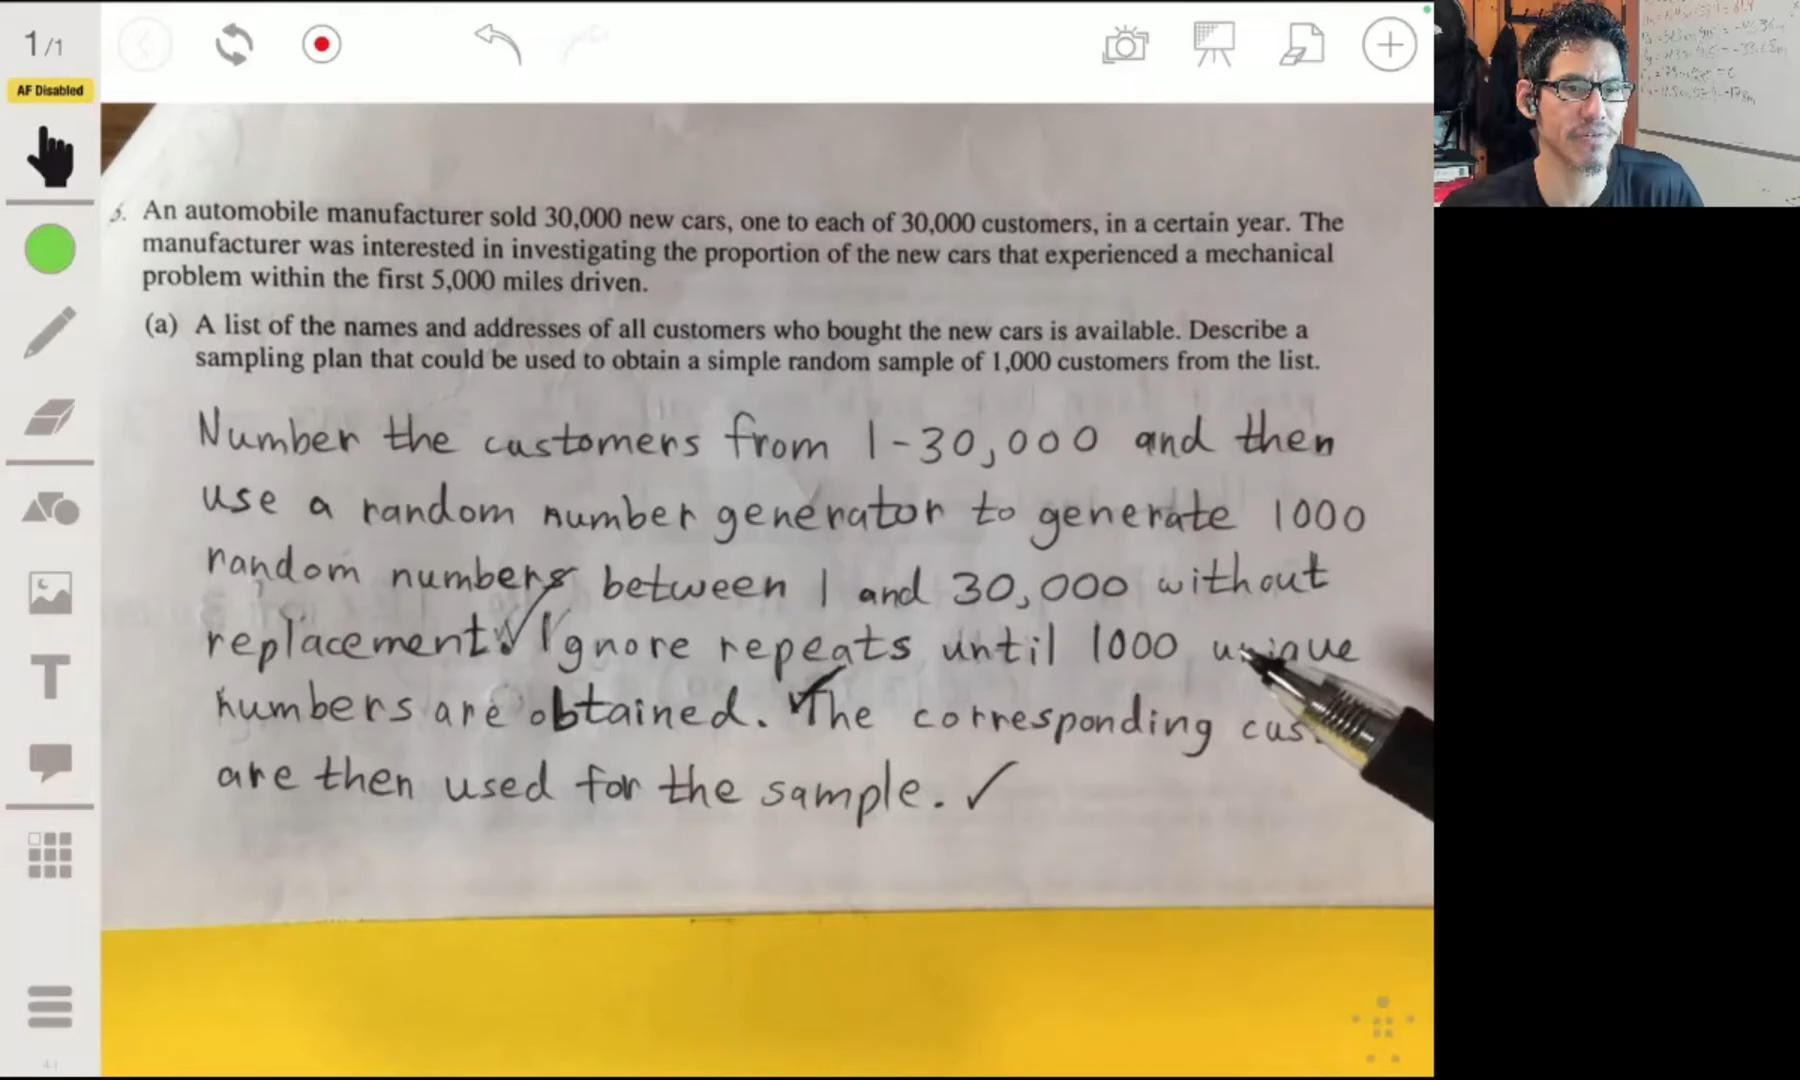 1/1
AF Disabled
An automobile manufacturer sold 30,000 new cars, one to each of 30,000 customers, in a certain year. The
manufacturer was interested in investigating the proportion of the new cars that experienced a mechanical
problem within the first 5,000 miles driven.
(a) A list of the names and addresses of all customers who bought the new cars is available. Describe a
sampling plan that could be used to obtain a simple random sample of 1,000 customers from the list.
Number the customers from 1-30,000 and then
use a random number generator to generate 1000
random numbers between 1 and 30,000 without
replacement. Ignore repeats until 1000 unique
numbers are obtained. The corresponding
are then used for the sample. ✓
T